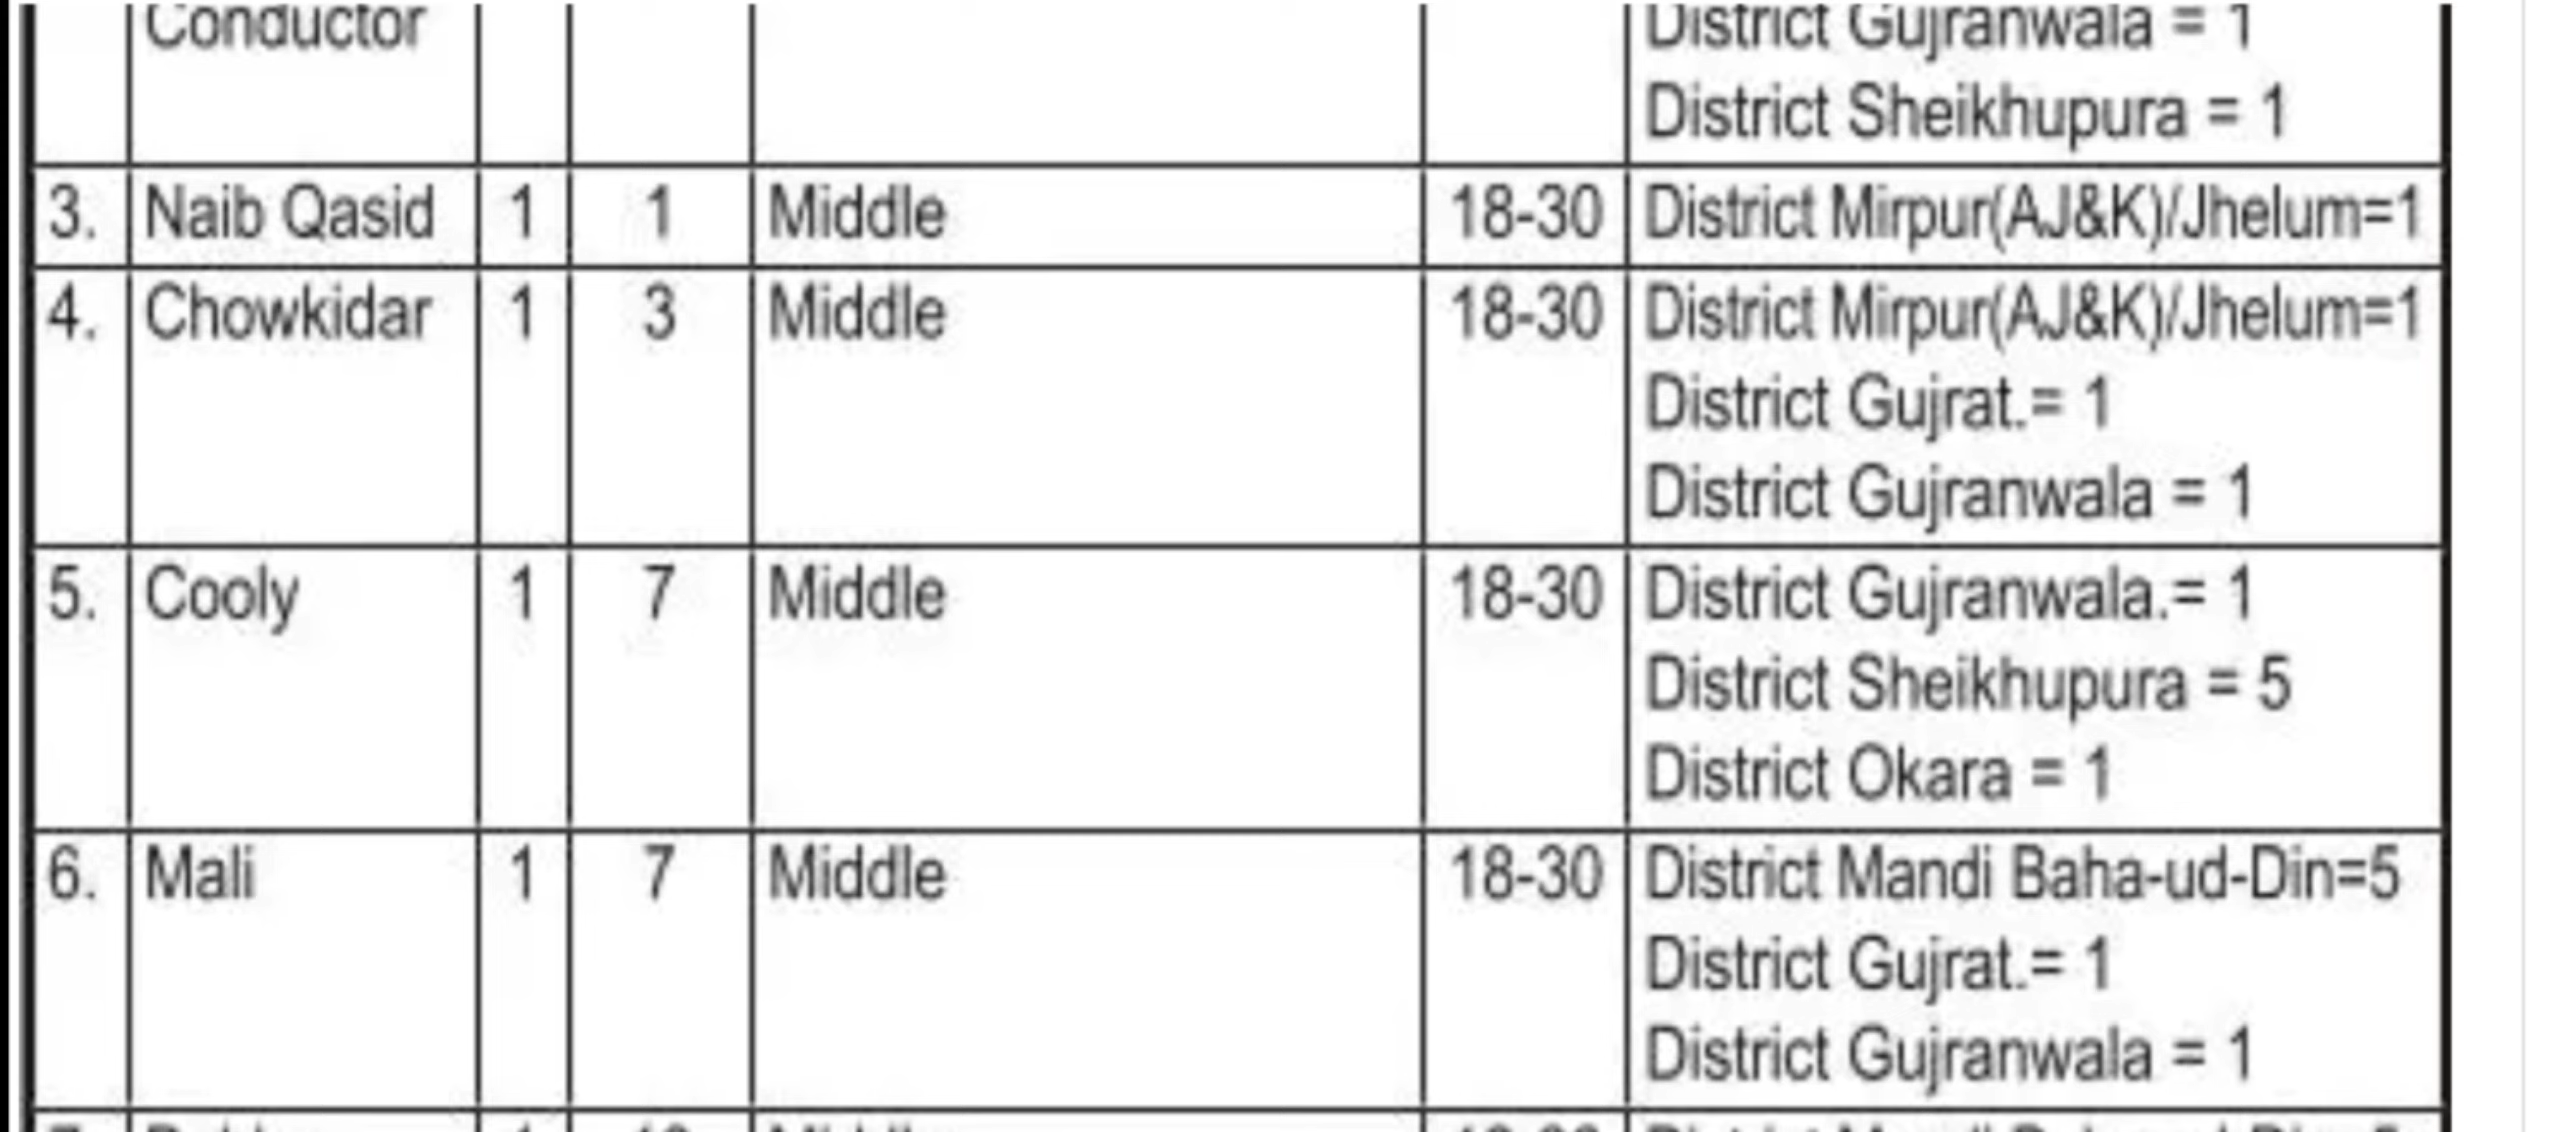 Conductor District Gujranwala = 1
District Sheikhupura = 1
3. Naib Qasid 1 1 Middle 18-30 District Mirpur(AJ&K)/Jhelum=1
4. Chowkidar 1 3 Middle 18-30 District Mirpur(AJ&K)/Jhelum=1
District Gujrat.= 1
District Gujranwala = 1
5. Cooly 1 7 Middle 18-30 District Gujranwala.= 1
District Sheikhupura = 5
District Okara = 1
6. Mali 1 7 Middle 18-30 District Mandi Baha-ud-Din=5
District Gujrat.= 1
District Gujranwala = 1